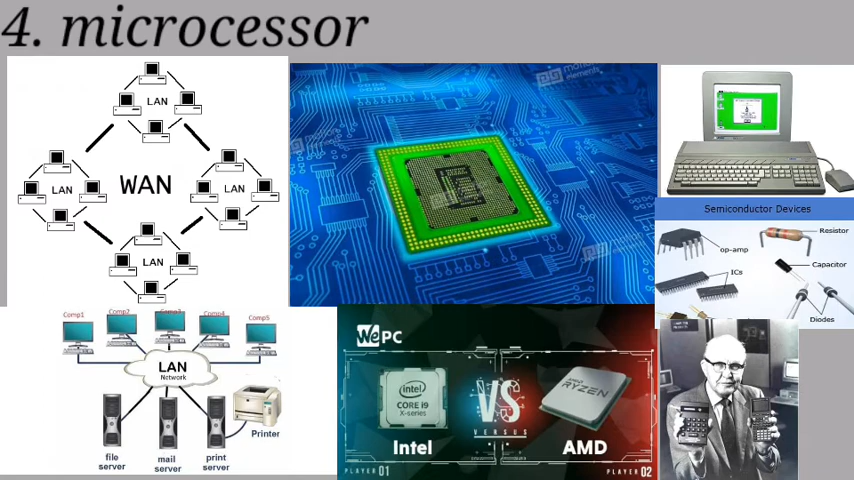 4. microcessor
LAN
LAN
WAN
LAN
LAN
Semiconductor Devices
op-amp
Resistor
ICs
Capacitor
Diodes
Comp1
Comp2
Comp3
Comp4
Comp5
LAN
Network
file
server
mail
server
print
server
Printer
WePC
intel
CORE i9
X-series
VS
VERSUS
AMD
RYZEN
Intel
AMD
PLAYER 01
PLAYER 02